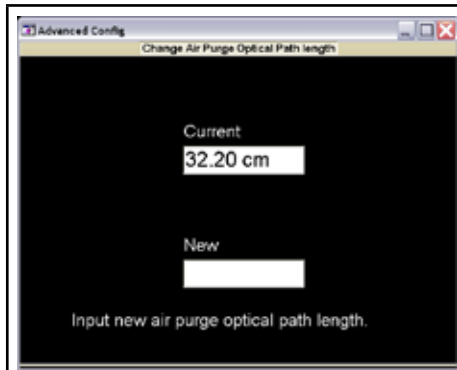 Advanced Config
Change Air Purge Optical Path length
Current
32.20 cm
New
Input new air purge optical path length.